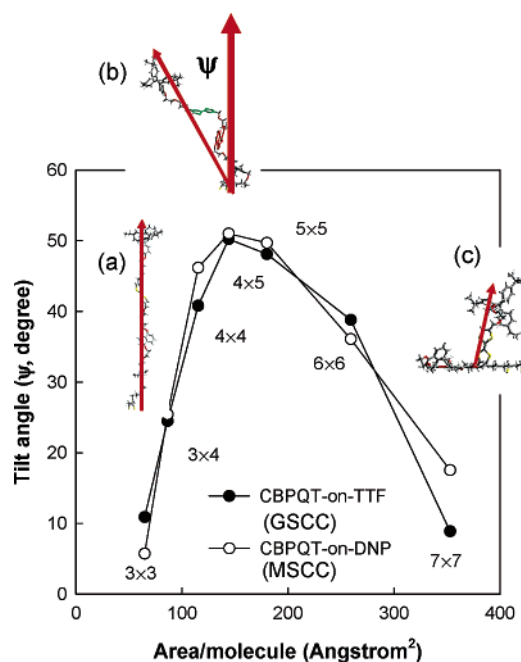 (b)
Ψ
60
50
40
30
20
10
0
Tilt angle (ψ, degree)
(a)
(c)
5×5
4×5
4×4
6×6
3×4
3×3
7×7
CBPQT-on-TTF
(GSCC)
CBPQT-on-DNP
(MSCC)
0 100 200 300 400
Area/molecule (Angstrom²)